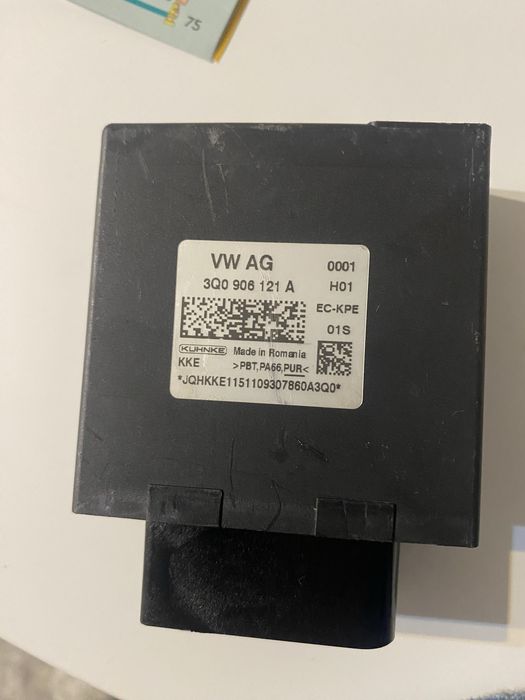 75
VW AG 0001
3Q0 906 121 A H01
EC-KPE
01S
KUHNKE Made in Romania
KKE >PBT,PA66,PUR<
*JQHKKE1151109307860A3Q0*